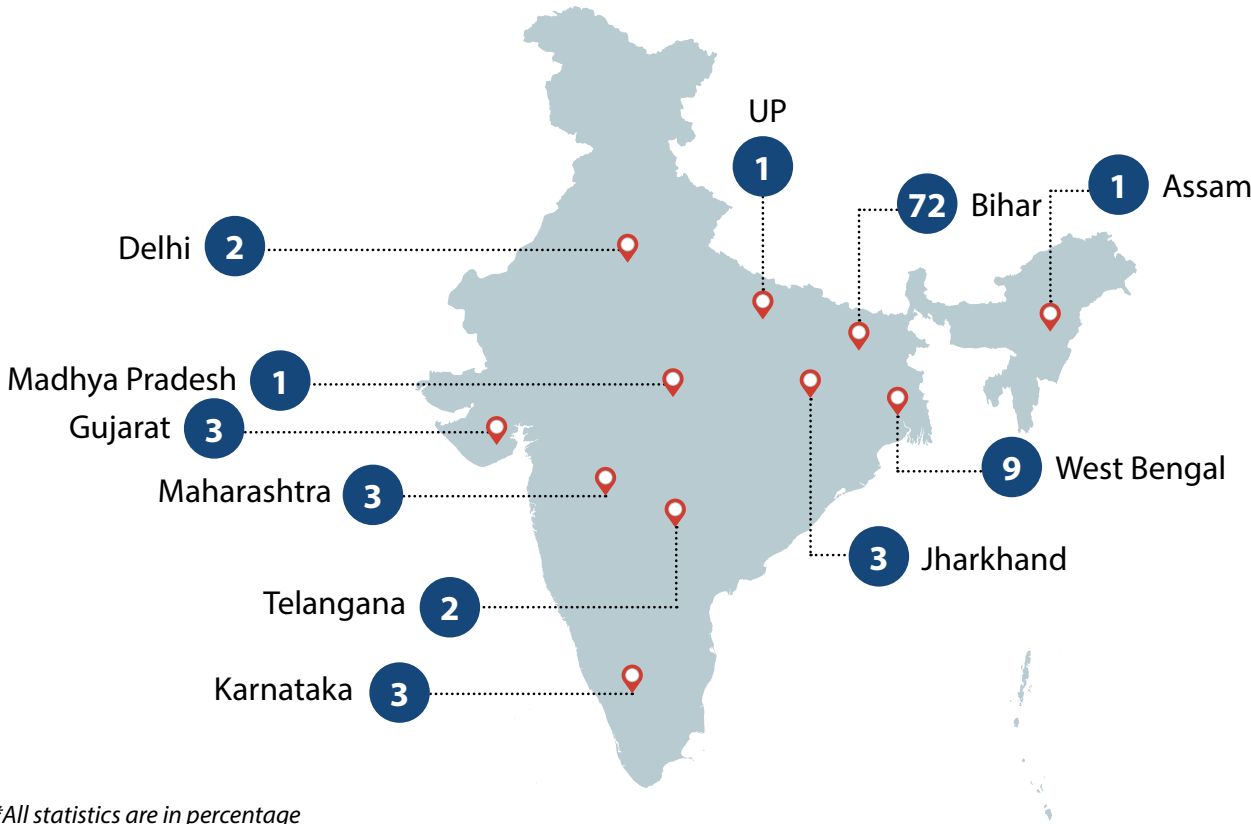 UP
1
72 Bihar
1 Assam
Delhi 2
Madhya Pradesh 1
Gujarat 3
9 West Bengal
Maharashtra 3
3 Jharkhand
Telangana 2
Karnataka 3
*All statistics are in percentage